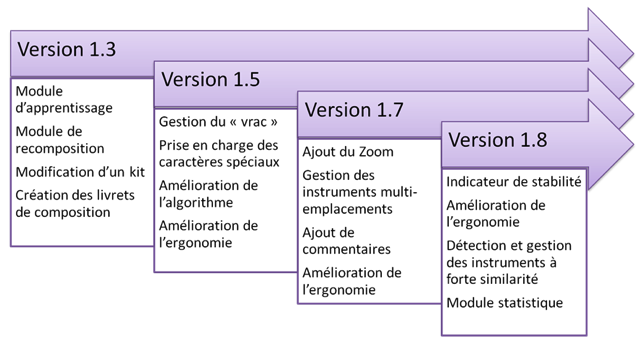 Version 1.3
Module
d’apprentissage
Module de
recomposition
Modification d’un kit
Création des livrets
de composition
Version 1.5
Gestion du « vrac »
Prise en charge des
caractères spéciaux
Amélioration de
l’algorithme
Amélioration de
l’ergonomie
Version 1.7
Ajout du Zoom
Gestion des
instruments multi-
emplacements
Ajout de
commentaires
Amélioration de
l’ergonomie
Version 1.8
Indicateur de stabilité
Amélioration de
l’ergonomie
Détection et gestion
des instruments à
forte similarité
Module statistique